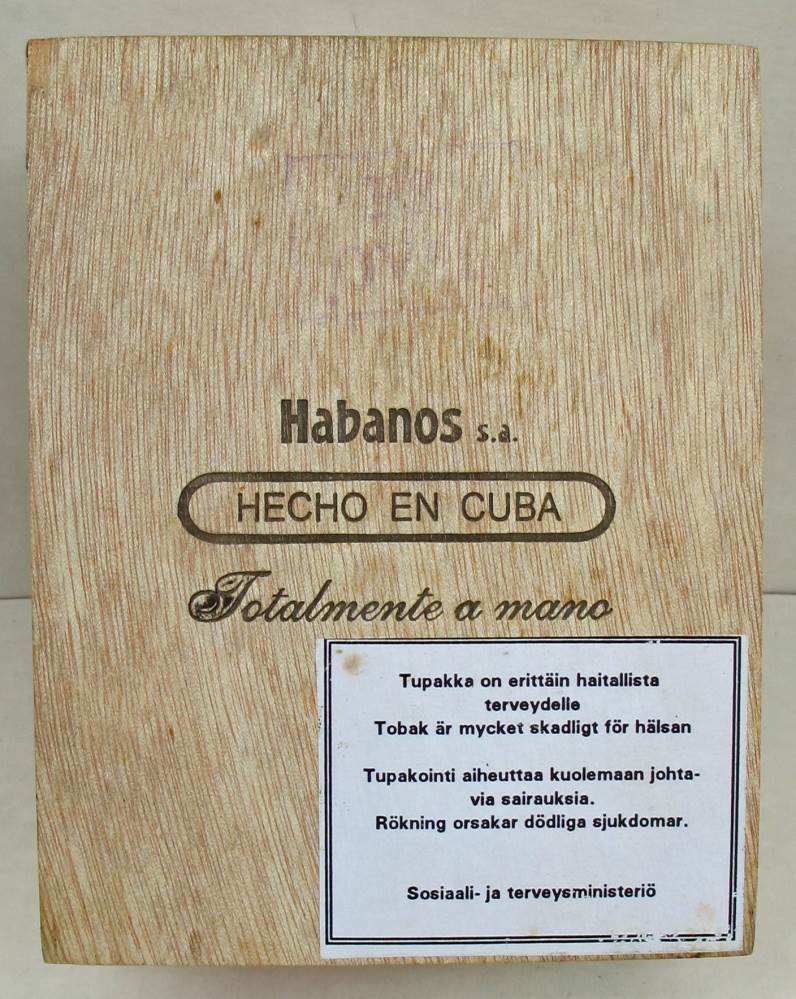 Habanos s.a.
HECHO EN CUBA
Totalmente a mano
Tupakka on erittäin haitallista
terveydelle
Tobak är mycket skadligt för hälsan
Tupakointi aiheuttaa kuolemaan johta-
via sairauksia.
Rökning orsakar dödliga sjukdomar.
Sosiaali- ja terveysministeriö